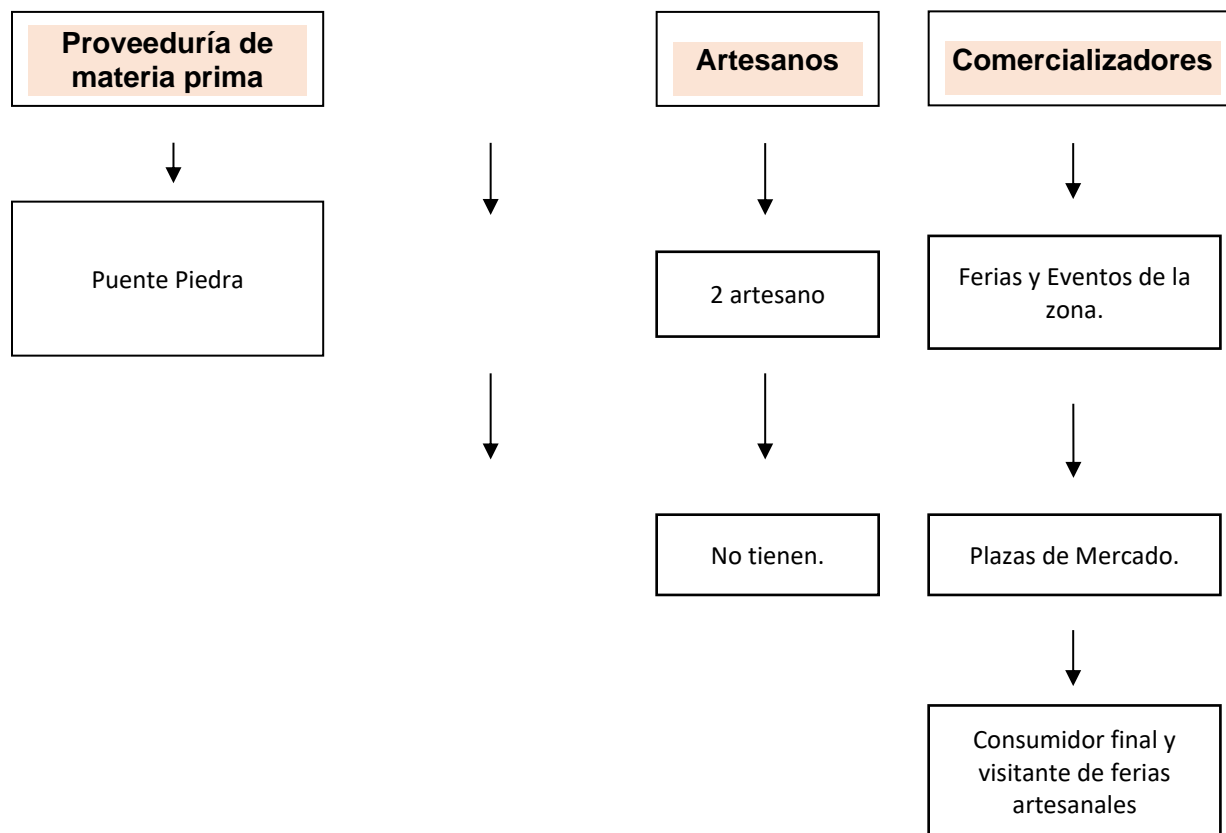 Proveeduría de
materia prima
Artesanos
Comercializadores
Puente Piedra
2 artesano
Ferias y Eventos de la
zona.
No tienen.
Plazas de Mercado.
Consumidor final y
visitante de ferias
artesanales